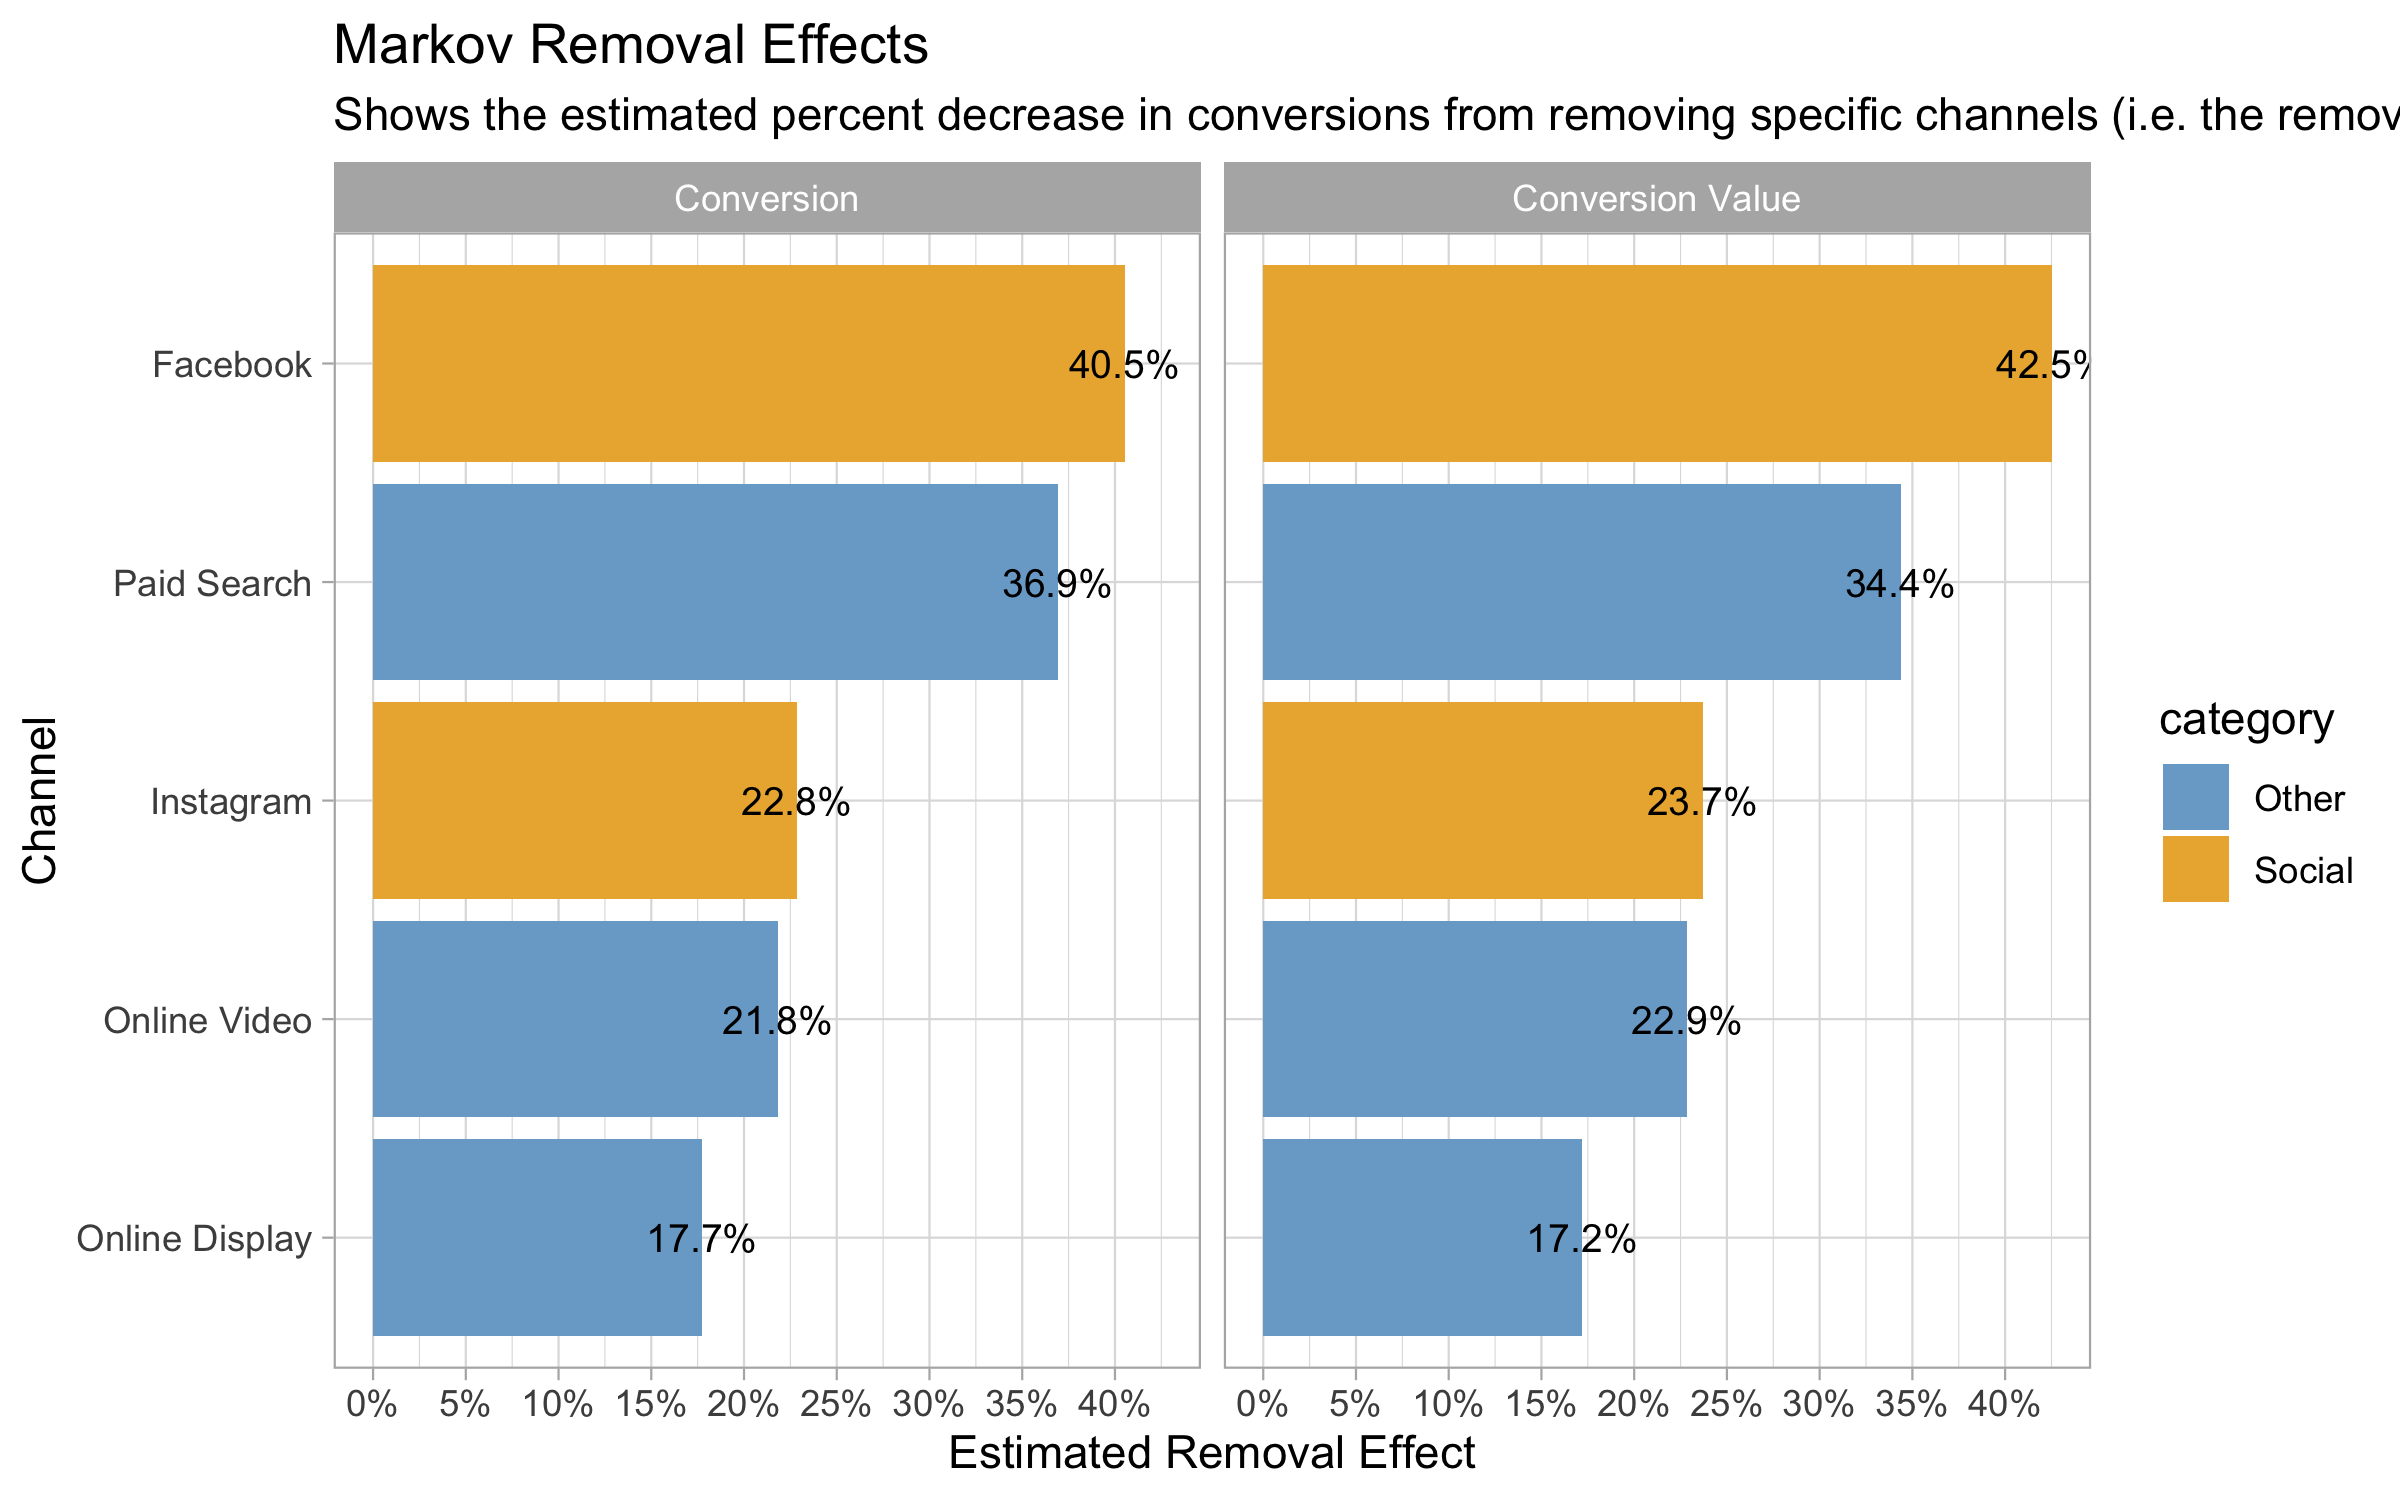 Markov Removal Effects
Shows the estimated percent decrease in conversions from removing specific channels (i.e. the remov
Conversion
Conversion Value
Channel
Facebook
40.5%
42.5%
Paid Search
36.9%
34.4%
Instagram
22.8%
23.7%
Online Video
21.8%
22.9%
Online Display
17.7%
17.2%
0% 5% 10% 15% 20% 25% 30% 35% 40%
0% 5% 10% 15% 20% 25% 30% 35% 40%
Estimated Removal Effect
category
Other
Social